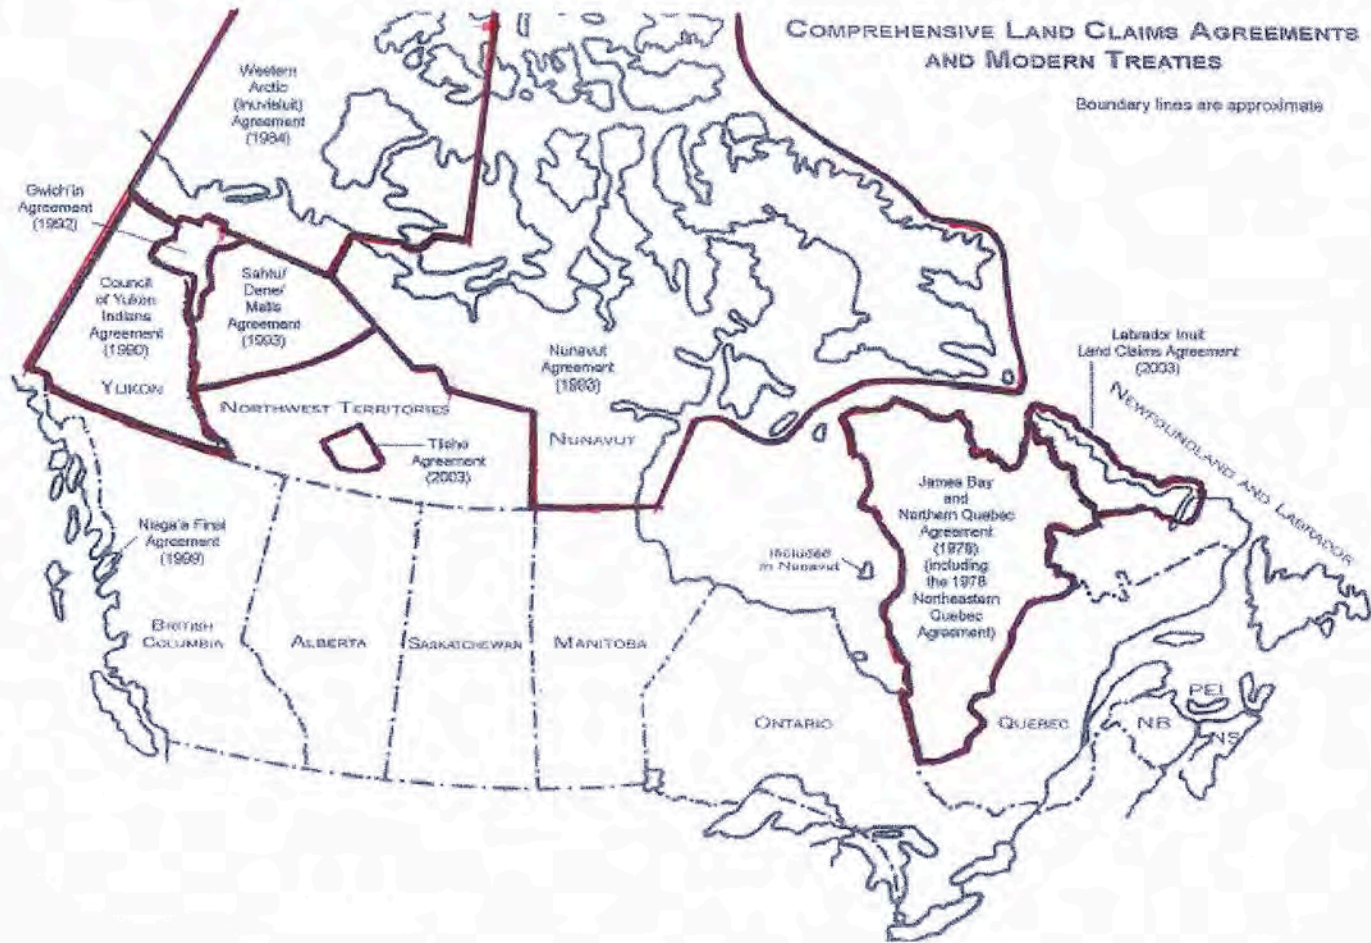 COMPREHENSIVE LAND CLAIMS AGREEMENTS
AND MODERN TREATIES
Boundary lines are approximate
Western
Arctic
(Inuvialuit)
Agreement
(1984)
Gwich'in
Agreement
(1992)
Council
of Yukon
Indians
Agreement
(1990)
YUKON
Sahtu/
Dene/
Metis
Agreement
(1993)
Nunavut
Agreement
(1993)
Labrador Inuit
Land Claims Agreement
(2003)
NEWFOUNDLAND AND LABRADOR
NORTHWEST TERRITORIES
Tlicho
Agreement
(2003)
NUNAVUT
James Bay
and
Northern Quebec
Agreement
(1975)
(including
the 1978
Northeastern
Quebec
Agreement)
Nisga'a Final
Agreement
(1999)
Included
in Nunavut
BRITISH
COLUMBIA
ALBERTA
SASKATCHEWAN
MANITOBA
ONTARIO
QUEBEC
PEI
NB
NS